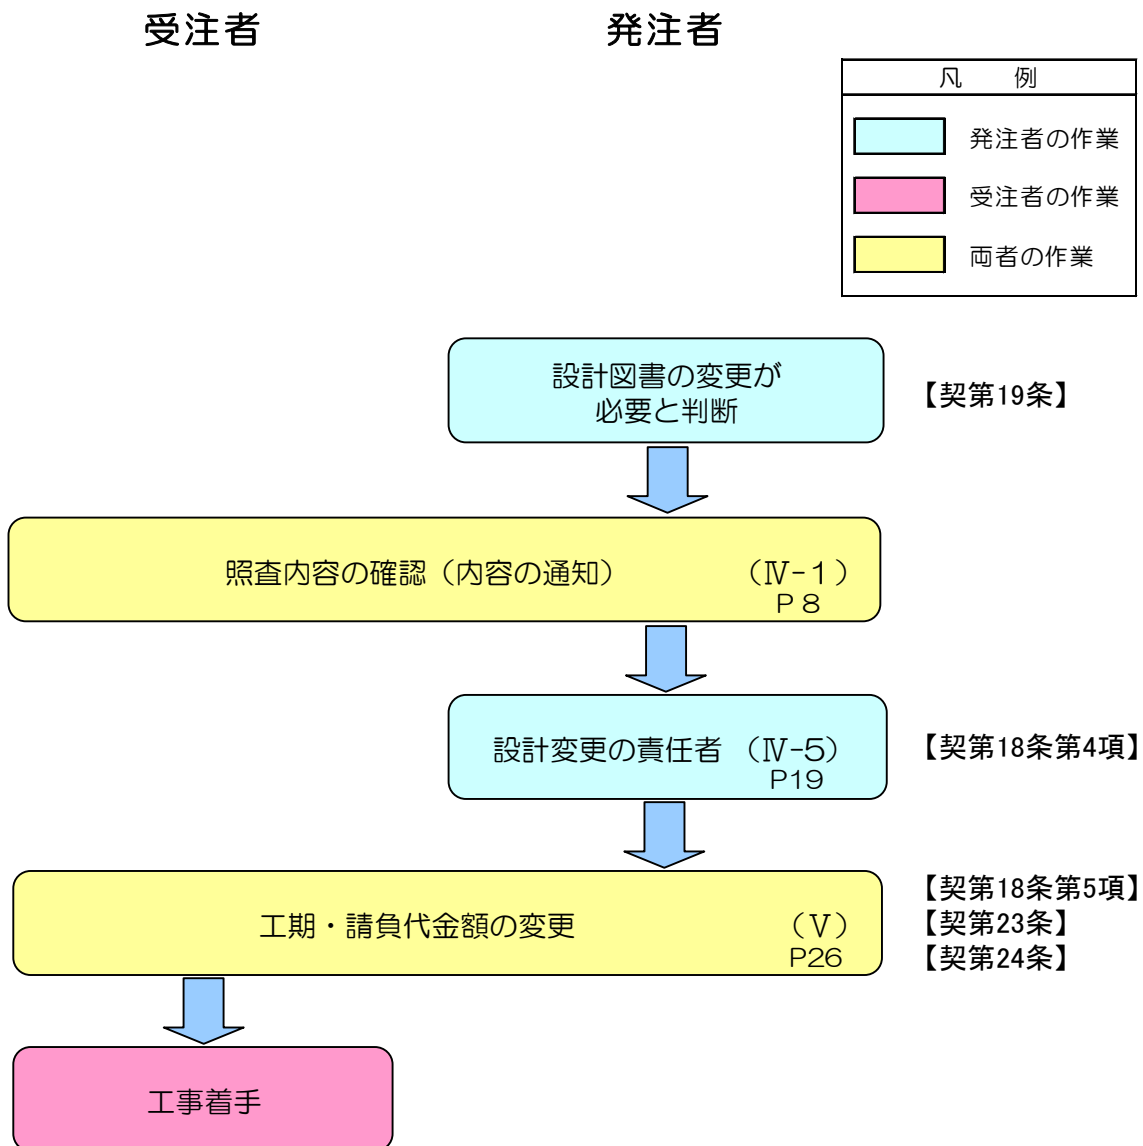 受注者
発注者
凡　例
発注者の作業
受注者の作業
両者の作業
設計図書の変更が
必要と判断
【契第19条】
照査内容の確認（内容の通知）　（Ⅳ-１）
Ｐ８
設計変更の責任者　（Ⅳ-5）
P19
【契第18条第4項】
工期・請負代金額の変更　（Ⅴ）
P26
【契第18条第5項】
【契第23条】
【契第24条】
工事着手